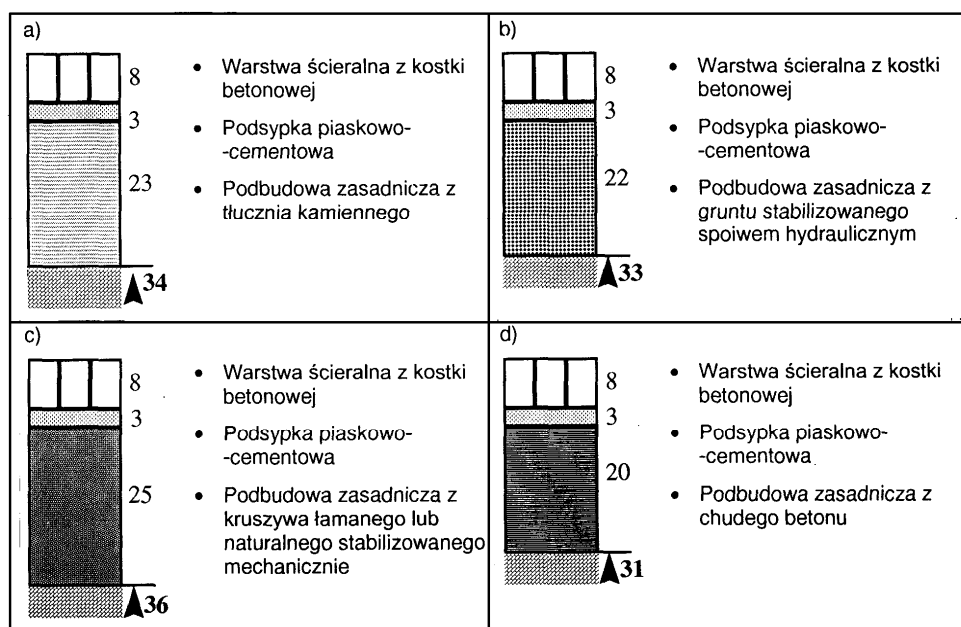 a)
8
3
23
34
• Warstwa ścieralna z kostki
betonowej
• Podsypka piaskowo-
-cementowa
• Podbudowa zasadnicza z
tłucznia kamiennego
b)
8
3
22
33
• Warstwa ścieralna z kostki
betonowej
• Podsypka piaskowo-
-cementowa
• Podbudowa zasadnicza z
gruntu stabilizowanego
spoiwem hydraulicznym
c)
8
3
25
36
• Warstwa ścieralna z kostki
betonowej
• Podsypka piaskowo-
-cementowa
• Podbudowa zasadnicza z
kruszywa łamanego lub
naturalnego stabilizowanego
mechanicznie
d)
8
3
20
31
• Warstwa ścieralna z kostki
betonowej
• Podsypka piaskowo-
-cementowa
• Podbudowa zasadnicza z
chudego betonu